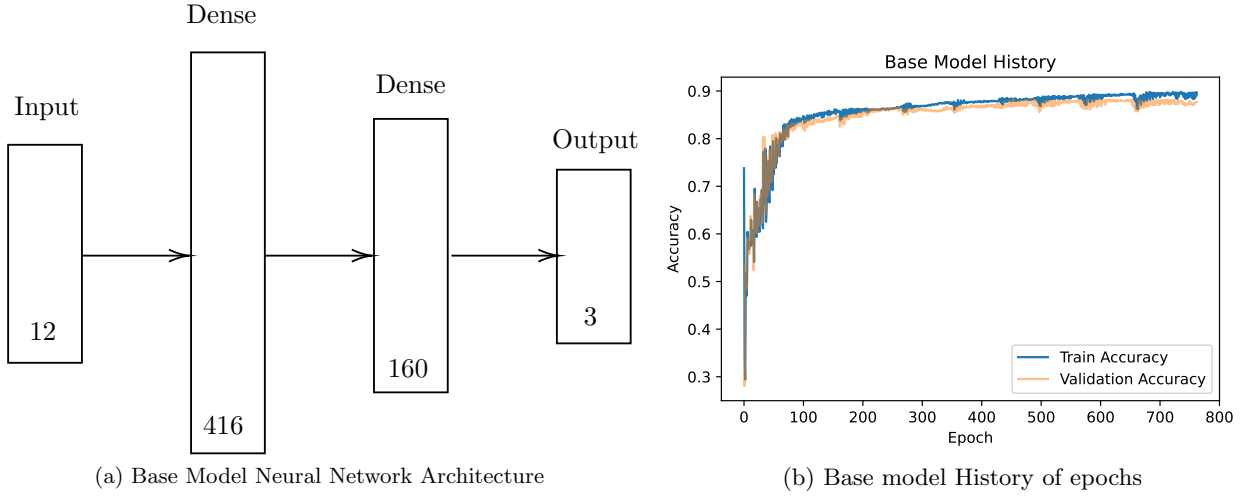 Input
12
Dense
416
Dense
160
Output
3
(a) Base Model Neural Network Architecture
Base Model History
Accuracy
0.9
0.8
0.7
0.6
0.5
0.4
0.3
0 100 200 300 400 500 600 700 800
Epoch
Train Accuracy
Validation Accuracy
(b) Base model History of epochs